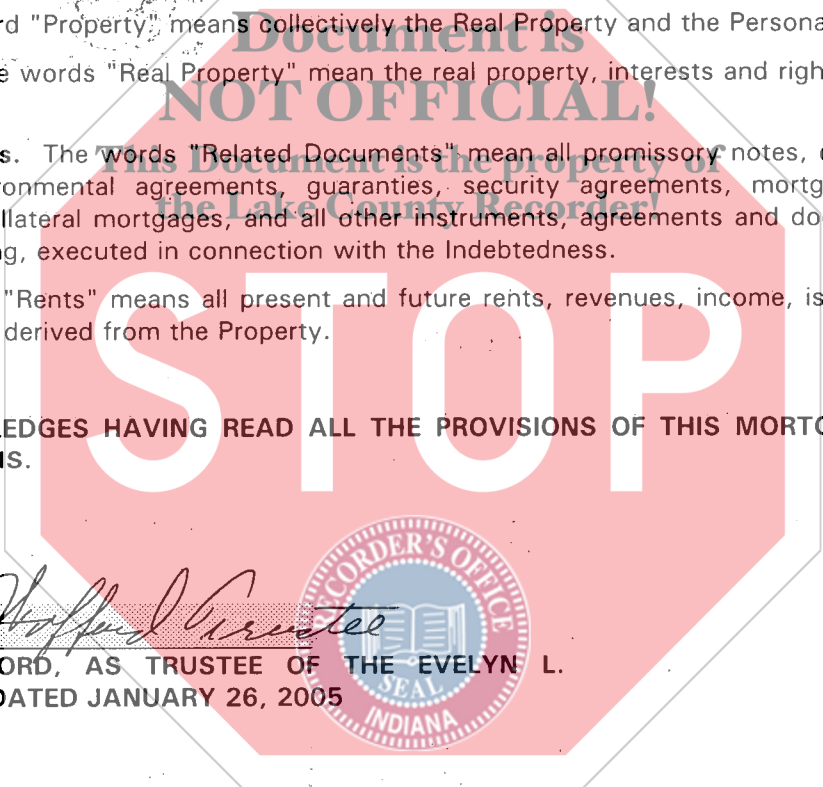 rd "Property" means collectively the Real Property and the Persona
Document is
e words "Real Property" mean the real property, interests and righ
NOT OFFICIAL!
s. The words "Related Documents" mean all promissory notes,
This Document is the property of
onmental agreements, guaranties, security agreements, mortg
the Lake County Recorder!
llateral mortgages, and all other instruments, agreements and do
g, executed in connection with the Indebtedness.
"Rents" means all present and future rents, revenues, income, is
derived from the Property.
STOP
LEDGES HAVING READ ALL THE PROVISIONS OF THIS MORTG
MS.
RECORDER'S OFFICE
Trustee
ORD, AS TRUSTEE OF THE EVELYN L.
DATED JANUARY 26, 2005
SEAL
INDIANA